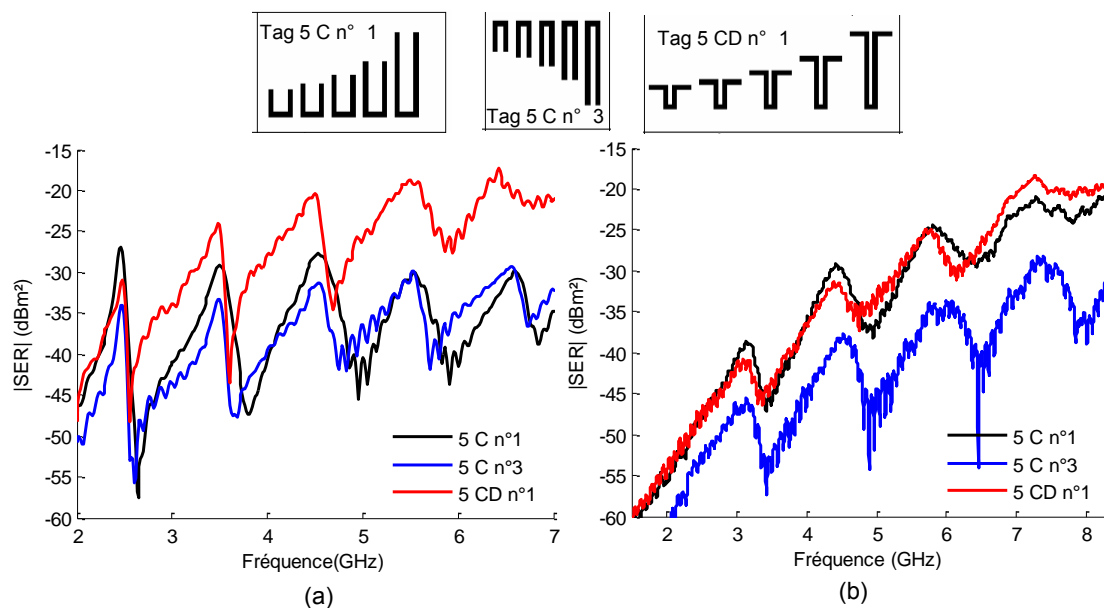 Tag 5 C n° 1
Tag 5 C n° 3
Tag 5 CD n° 1
-15
-20
-25
-30
-35
-40
-45
-50
-55
-60
|SER| (dBm²)
2
3
4
5
6
7
Fréquence(GHz)
5 C n°1
5 C n°3
5 CD n°1
(a)
-15
-20
-25
-30
-35
-40
-45
-50
-55
-60
|SER| (dBm²)
2
3
4
5
6
7
8
Fréquence (GHz)
5 C n°1
5 C n°3
5 CD n°1
(b)